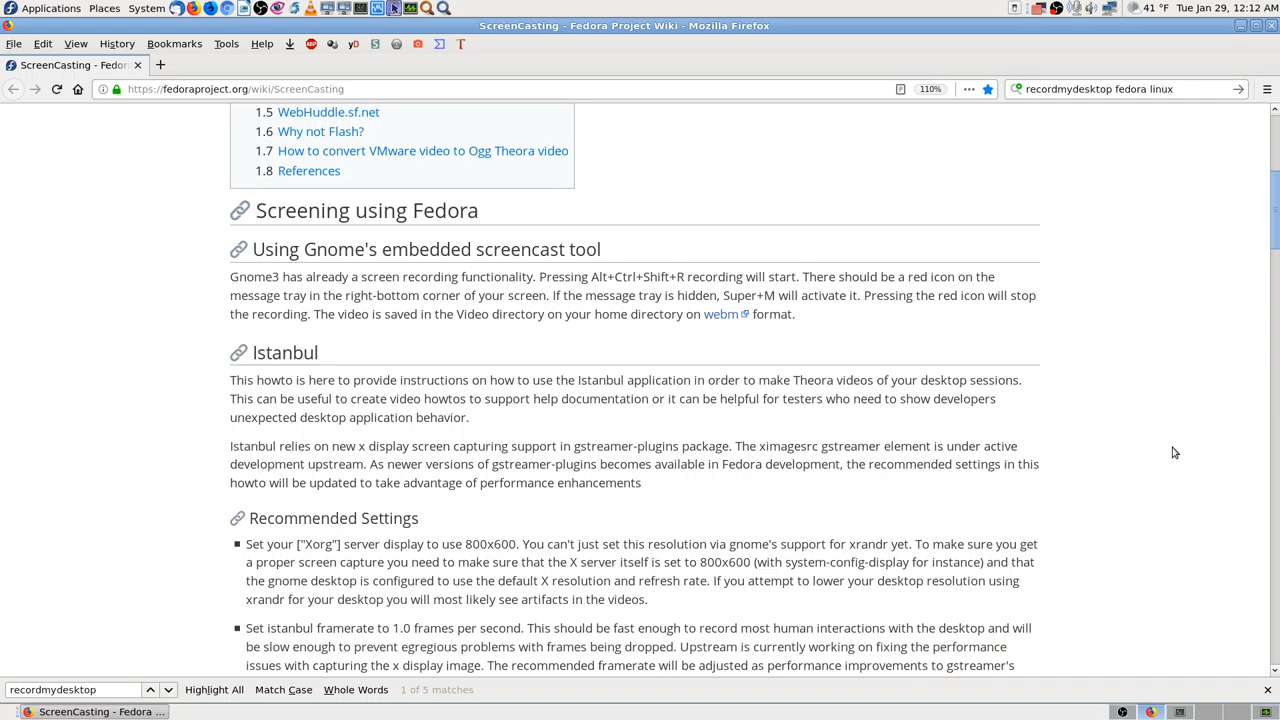 Applications Places System 41 °F Tue Jan 29, 12:12 AM
ScreenCasting - Fedora Project Wiki - Mozilla Firefox
File Edit View History Bookmarks Tools Help ABP yD S T
ScreenCasting - Fedor
https://fedoraproject.org/wiki/ScreenCasting 110% recordmydesktop fedora linux
1.5 WebHuddle.sf.net
1.6 Why not Flash?
1.7 How to convert VMware video to Ogg Theora video
1.8 References
Screening using Fedora
Using Gnome's embedded screencast tool
Gnome3 has already a screen recording functionality. Pressing Alt+Ctrl+Shift+R recording will start. There should be a red icon on the
message tray in the right-bottom corner of your screen. If the message tray is hidden, Super+M will activate it. Pressing the red icon will stop
the recording. The video is saved in the Video directory on your home directory on webm format.
Istanbul
This howto is here to provide instructions on how to use the Istanbul application in order to make Theora videos of your desktop sessions.
This can be useful to create video howtos to support help documentation or it can be helpful for testers who need to show developers
unexpected desktop application behavior.
Istanbul relies on new x display screen capturing support in gstreamer-plugins package. The ximagesrc gstreamer element is under active
development upstream. As newer versions of gstreamer-plugins becomes available in Fedora development, the recommended settings in this
howto will be updated to take advantage of performance enhancements
Recommended Settings
Set your ["Xorg"] server display to use 800x600. You can't just set this resolution via gnome's support for xrandr yet. To make sure you get
a proper screen capture you need to make sure that the X server itself is set to 800x600 (with system-config-display for instance) and that
the gnome desktop is configured to use the default X resolution and refresh rate. If you attempt to lower your desktop resolution using
xrandr for your desktop you will most likely see artifacts in the videos.
Set istanbul framerate to 1.0 frames per second. This should be fast enough to record most human interactions with the desktop and will
be slow enough to prevent egregious problems with frames being dropped. Upstream is currently working on fixing the performance
issues with capturing the x display image. The recommended framerate will be adjusted as performance improvements to gstreamer's
recordmydesktop Highlight All Match Case Whole Words 1 of 5 matches
ScreenCasting - Fedora ...